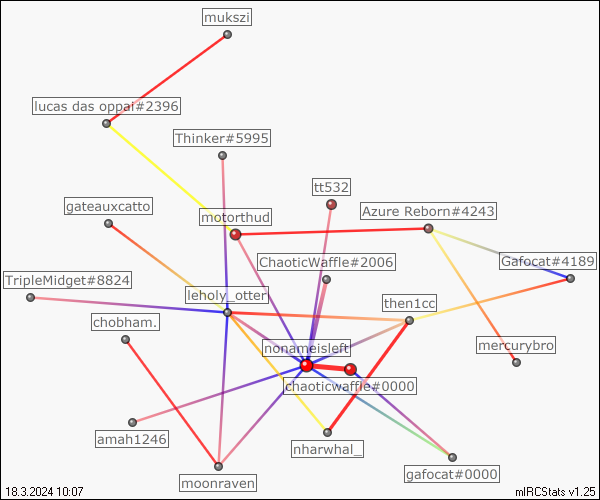 mukszi
lucas das oppai#2396
Thinker#5995
tt532
gateauxcatto
motorthud
Azure Reborn#4243
ChaoticWaffle#2006
Gafocat#4189
TripleMidget#8824
leholy_otter
then1cc
chobham.
nonameisleft
mercurybro
chaoticwaffle#0000
amah1246
nharwhal_
gafocat#0000
moonraven
18.3.2024 10:07
mIRCStats v1.25